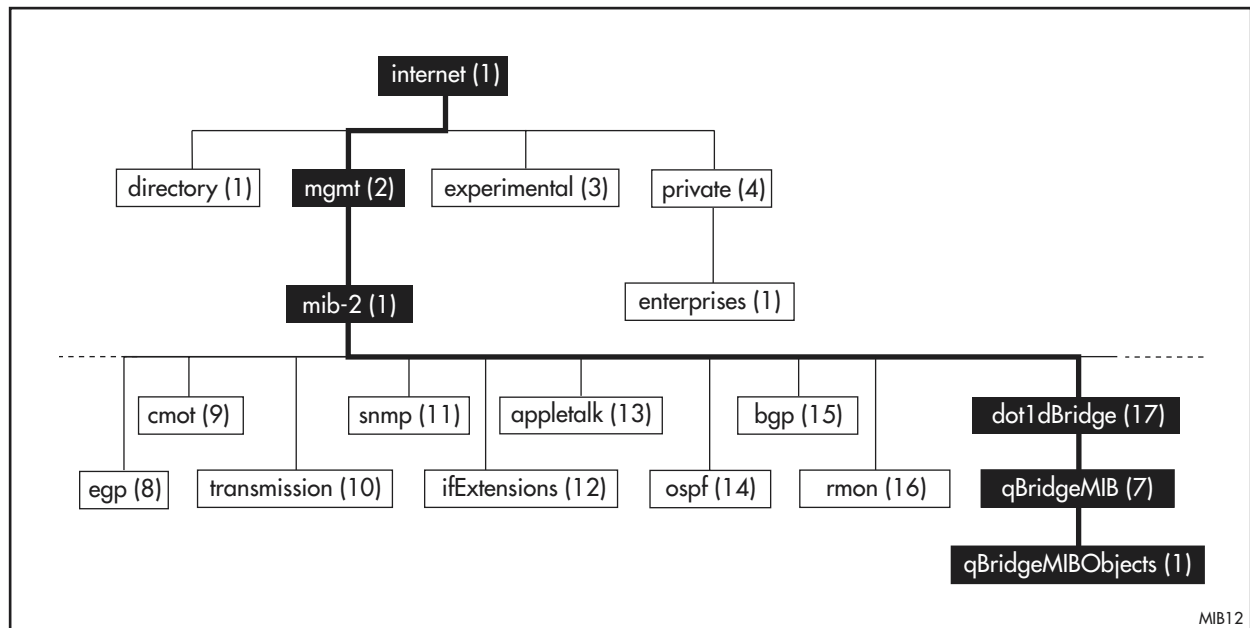 internet (1)
directory (1) mgmt (2) experimental (3) private (4)
mib-2 (1) enterprises (1)
cmot (9) snmp (11) appletalk (13) bgp (15) dot1dBridge (17)
egp (8) transmission (10) ifExtensions (12) ospf (14) rmon (16) qBridgeMIB (7)
qBridgeMIBObjects (1)
MIB12